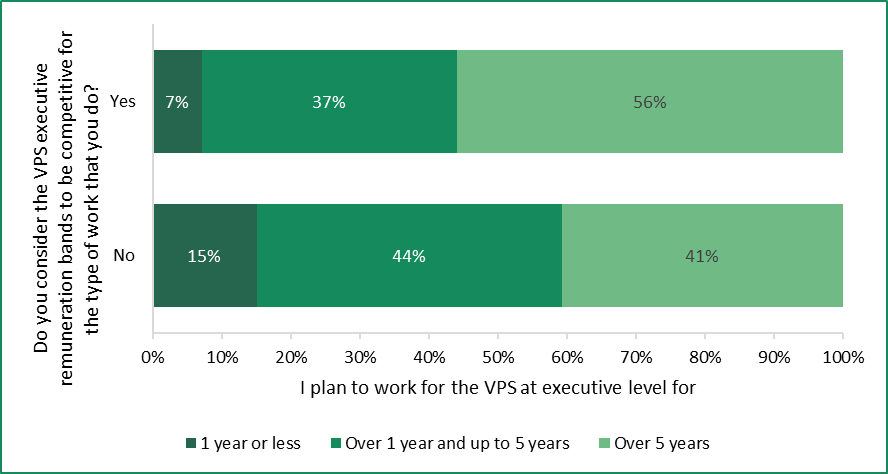 Do you consider the VPS executive
remuneration bands to be competitive for
the type of work that you do?
Yes
7%
37%
56%
No
15%
44%
41%
0%
10%
20%
30%
40%
50%
60%
70%
80%
90%
100%
I plan to work for the VPS at executive level for
1 year or less
Over 1 year and up to 5 years
Over 5 years